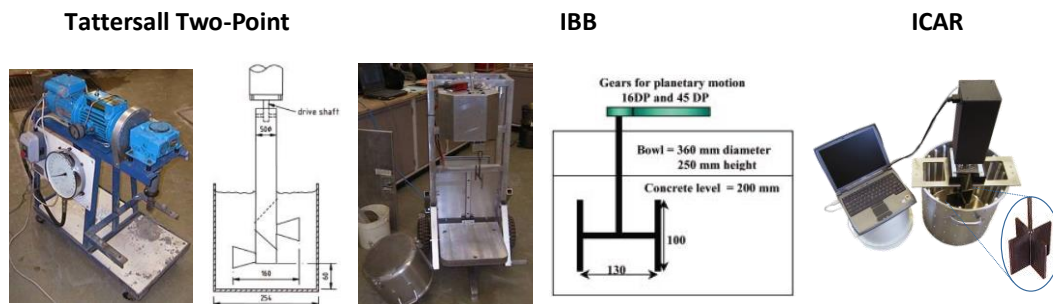 Tattersall Two-Point
IBB
ICAR
drive shaft
50Ø
160
60
254
Gears for planetary motion
16DP and 45 DP
Bowl = 360 mm diameter
250 mm height
Concrete level = 200 mm
100
130